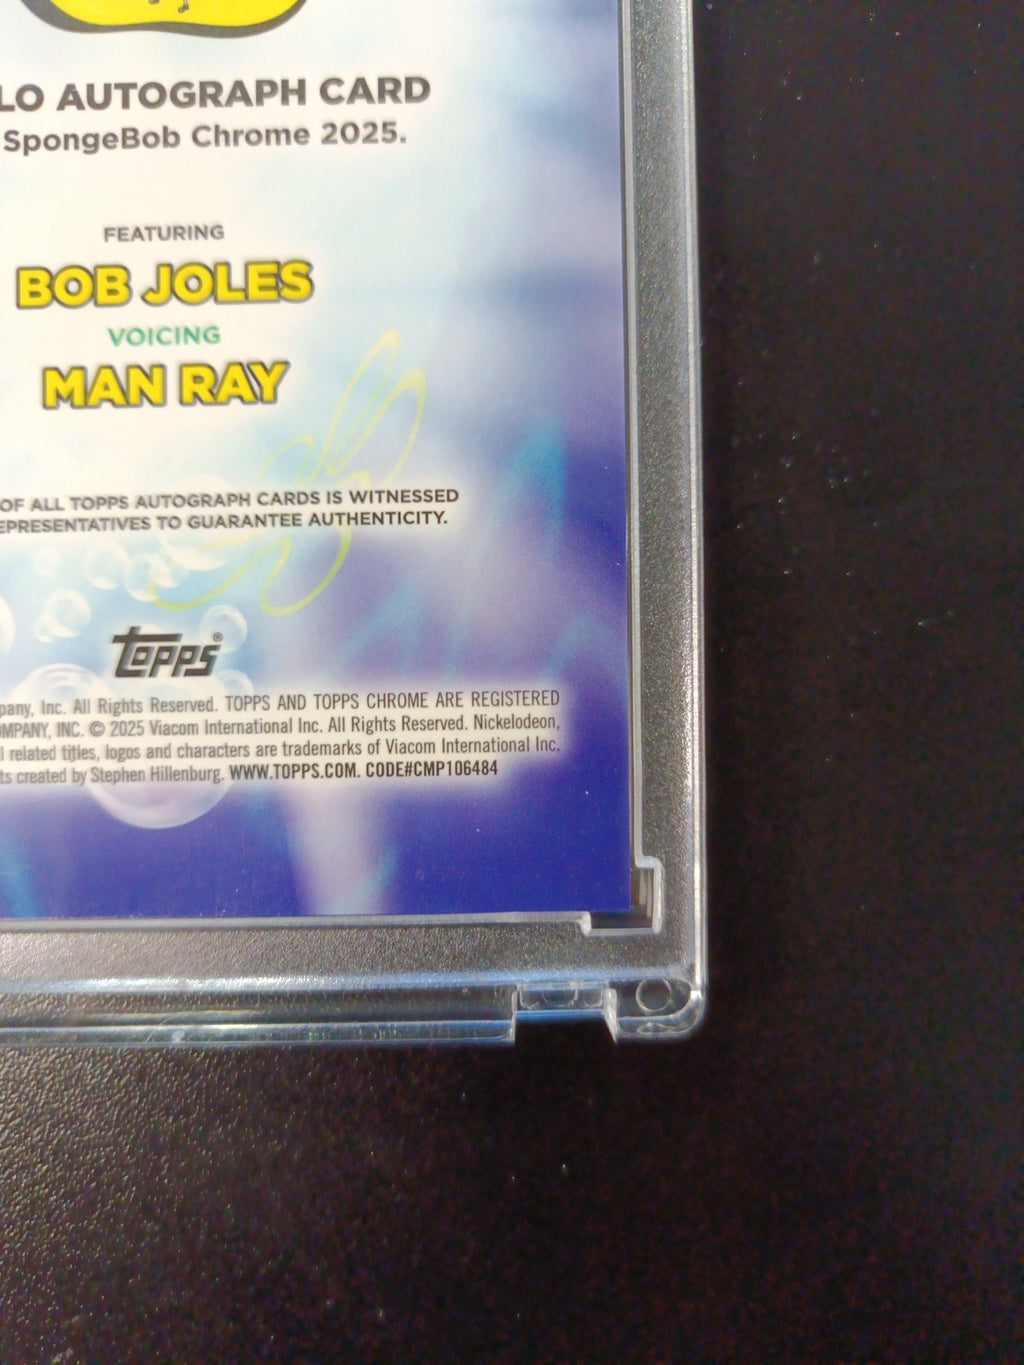 LO AUTOGRAPH CARD
SpongeBob Chrome 2025.
FEATURING
BOB JOLES
VOICING
MAN RAY
OF ALL TOPPS AUTOGRAPH CARDS IS WITNESSED
EPRESENTATIVES TO GUARANTEE AUTHENTICITY.
TOPPS®
pany, Inc. All Rights Reserved. TOPPS AND TOPPS CHROME ARE REGISTERED
OMPANY, INC. © 2025 Viacom International Inc. All Rights Reserved. Nickelodeon,
l related titles, logos and characters are trademarks of Viacom International Inc.
ts created by Stephen Hillenburg. WWW.TOPPS.COM. CODE#CMP106484